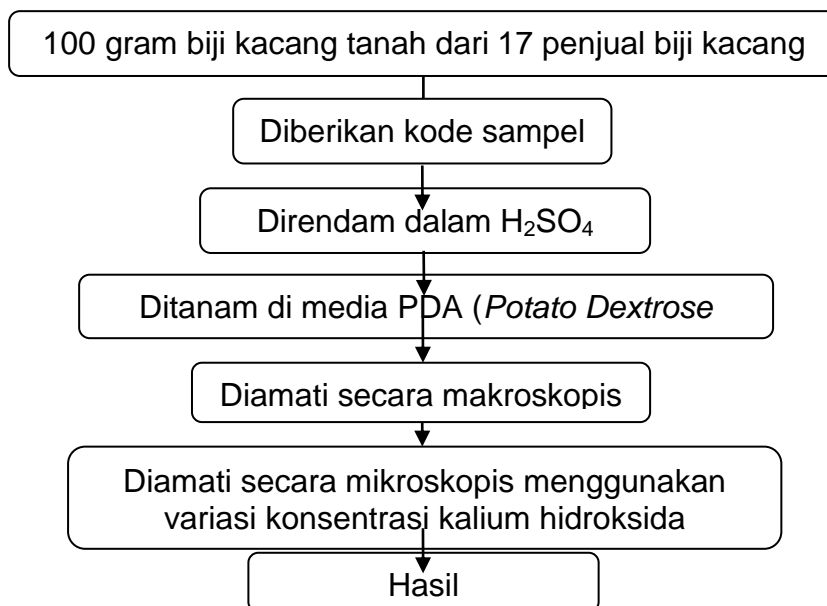 100 gram biji kacang tanah dari 17 penjual biji kacang
Diberikan kode sampel
Direndam dalam H₂SO₄
Ditanam di media PDA (Potato Dextrose
Diamati secara makroskopis
Diamati secara mikroskopis menggunakan
variasi konsentrasi kalium hidroksida
Hasil